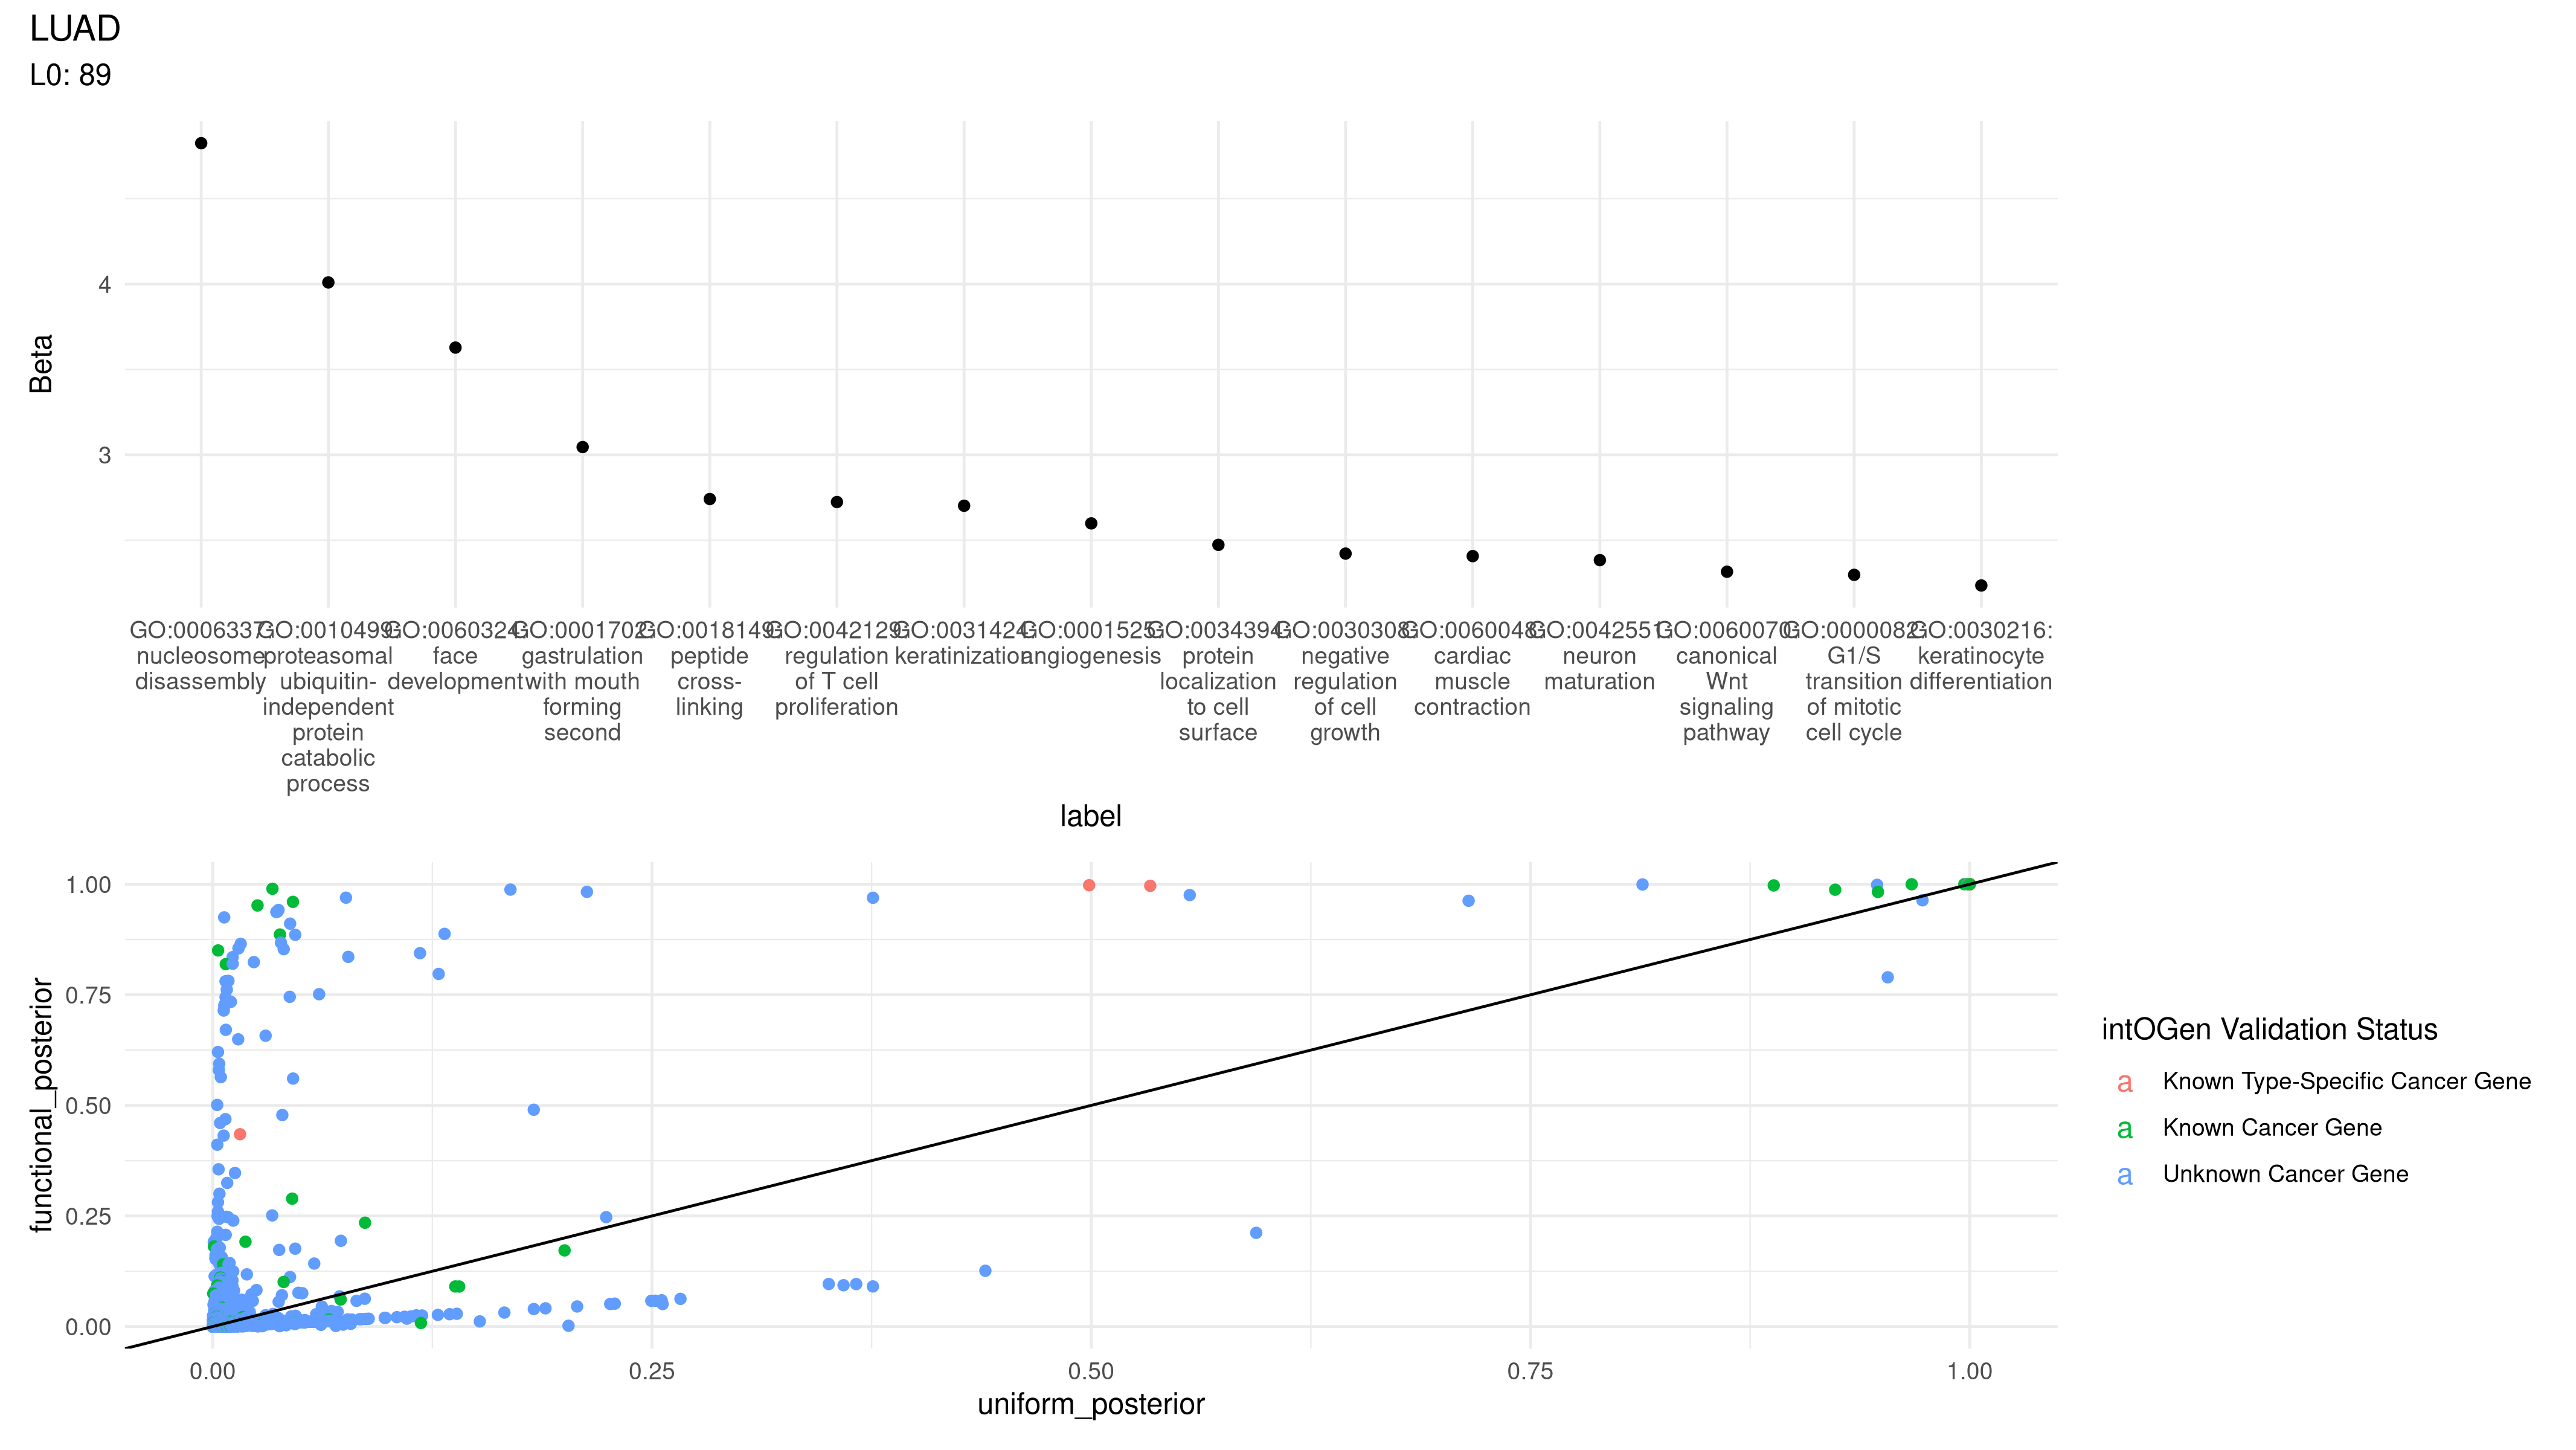 LUAD
L0: 89
Beta
4
3
GO:0006337: GO:0010499: GO:0060324: GO:0001702: GO:0018149: GO:0042129: GO:0031424: GO:0001525: GO:0034394: GO:0030308: GO:0060048: GO:0042551: GO:0060070: GO:0000082: GO:0030216:
nucleosome proteasomal face gastrulation peptide regulation keratinization angiogenesis protein negative cardiac neuron canonical G1/S keratinocyte
disassembly ubiquitin- development with mouth cross- of T cell localization regulation muscle maturation Wnt transition differentiation
independent forming linking proliferation to cell of cell contraction signaling of mitotic
protein second surface growth pathway cell cycle
catabolic
process
label
functional_posterior
1.00
0.75
0.50
0.25
0.00
0.00 0.25 0.50 0.75 1.00
uniform_posterior
intOGen Validation Status
a Known Type-Specific Cancer Gene
a Known Cancer Gene
a Unknown Cancer Gene